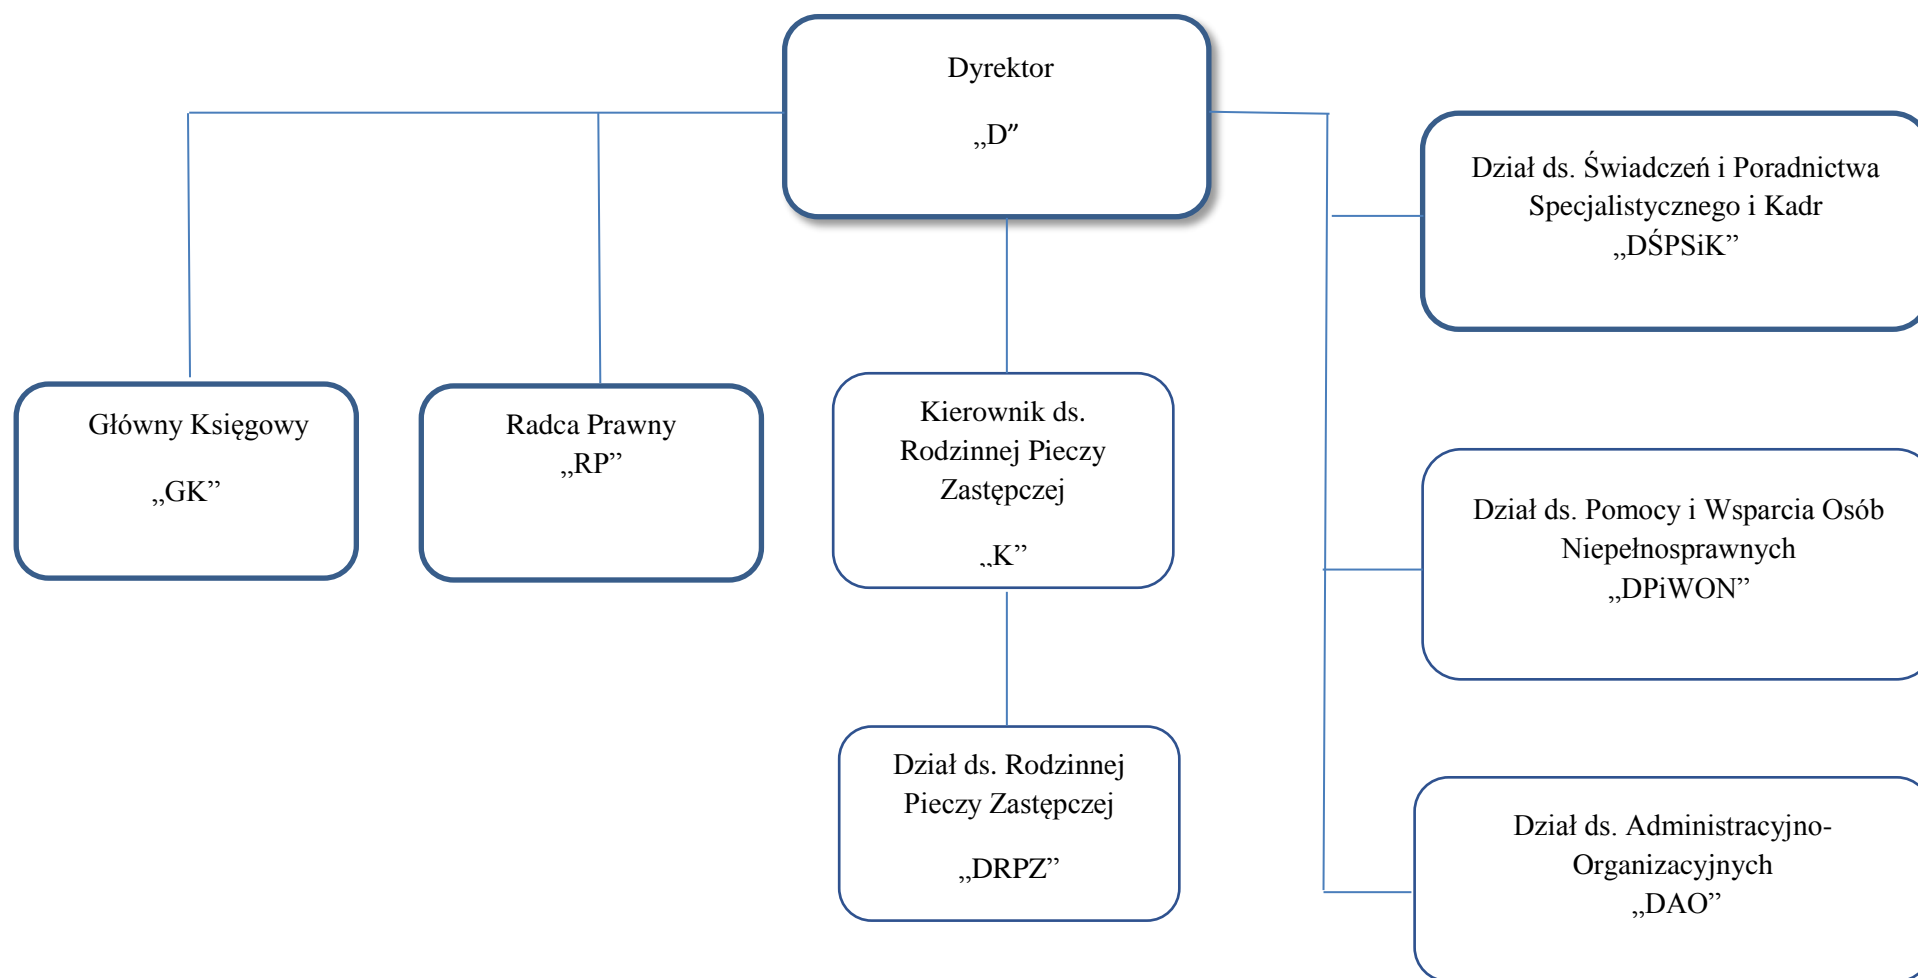 Dyrektor
„D”
Dział ds. Świadczeń i Poradnictwa
Specjalistycznego i Kadr
„DŚPSiK”
Główny Księgowy
„GK”
Radca Prawny
„RP”
Kierownik ds.
Rodzinnej Pieczy
Zastępczej
„K”
Dział ds. Pomocy i Wsparcia Osób
Niepełnosprawnych
„DPiWON”
Dział ds. Rodzinnej
Pieczy Zastępczej
„DRPZ”
Dział ds. Administracyjno-
Organizacyjnych
„DAO”